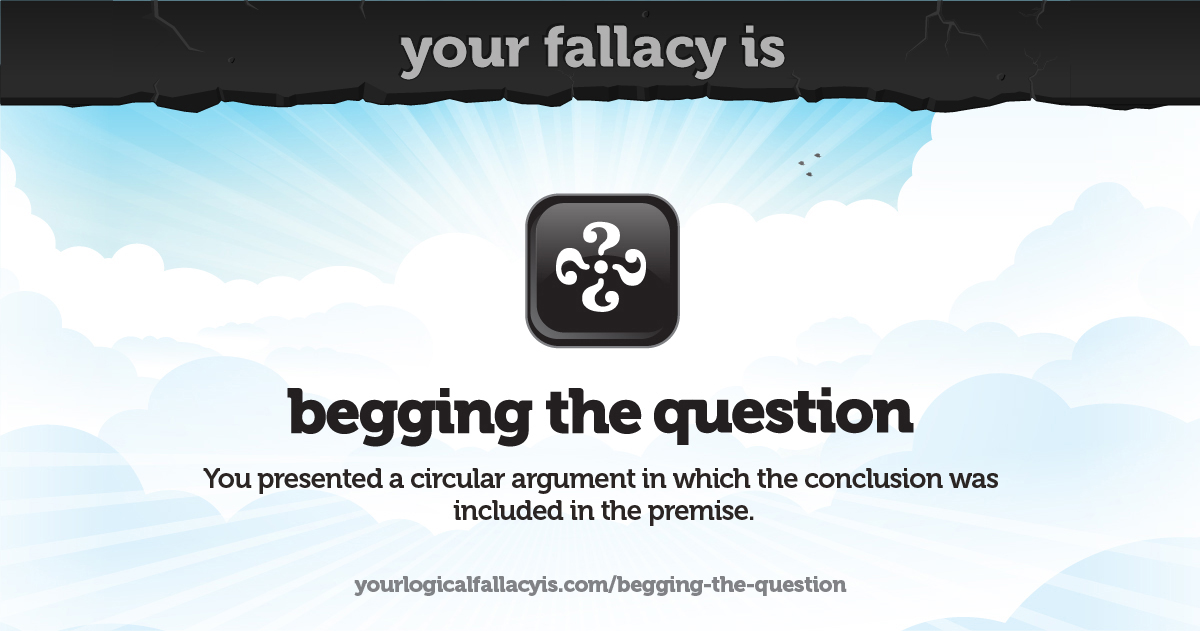 your fallacy is
begging the question
You presented a circular argument in which the conclusion was
included in the premise.
yourlogicalfallacyis.com/begging-the-question